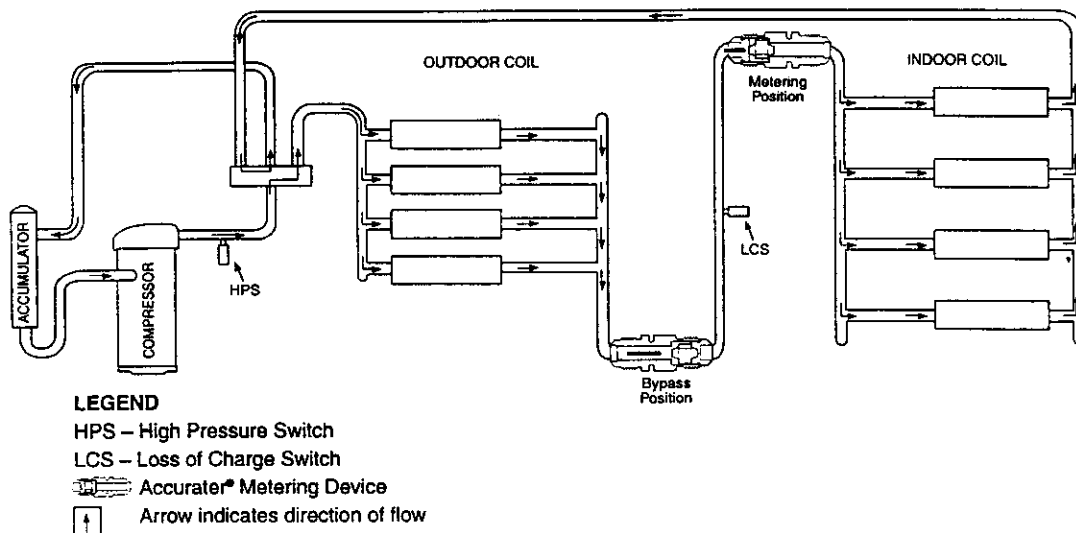 OUTDOOR COIL
INDOOR COIL
Metering
Position
ACCUMULATOR
COMPRESSOR
HPS
LCS
Bypass
Position
LEGEND
HPS – High Pressure Switch
LCS – Loss of Charge Switch
Accurater® Metering Device
Arrow indicates direction of flow